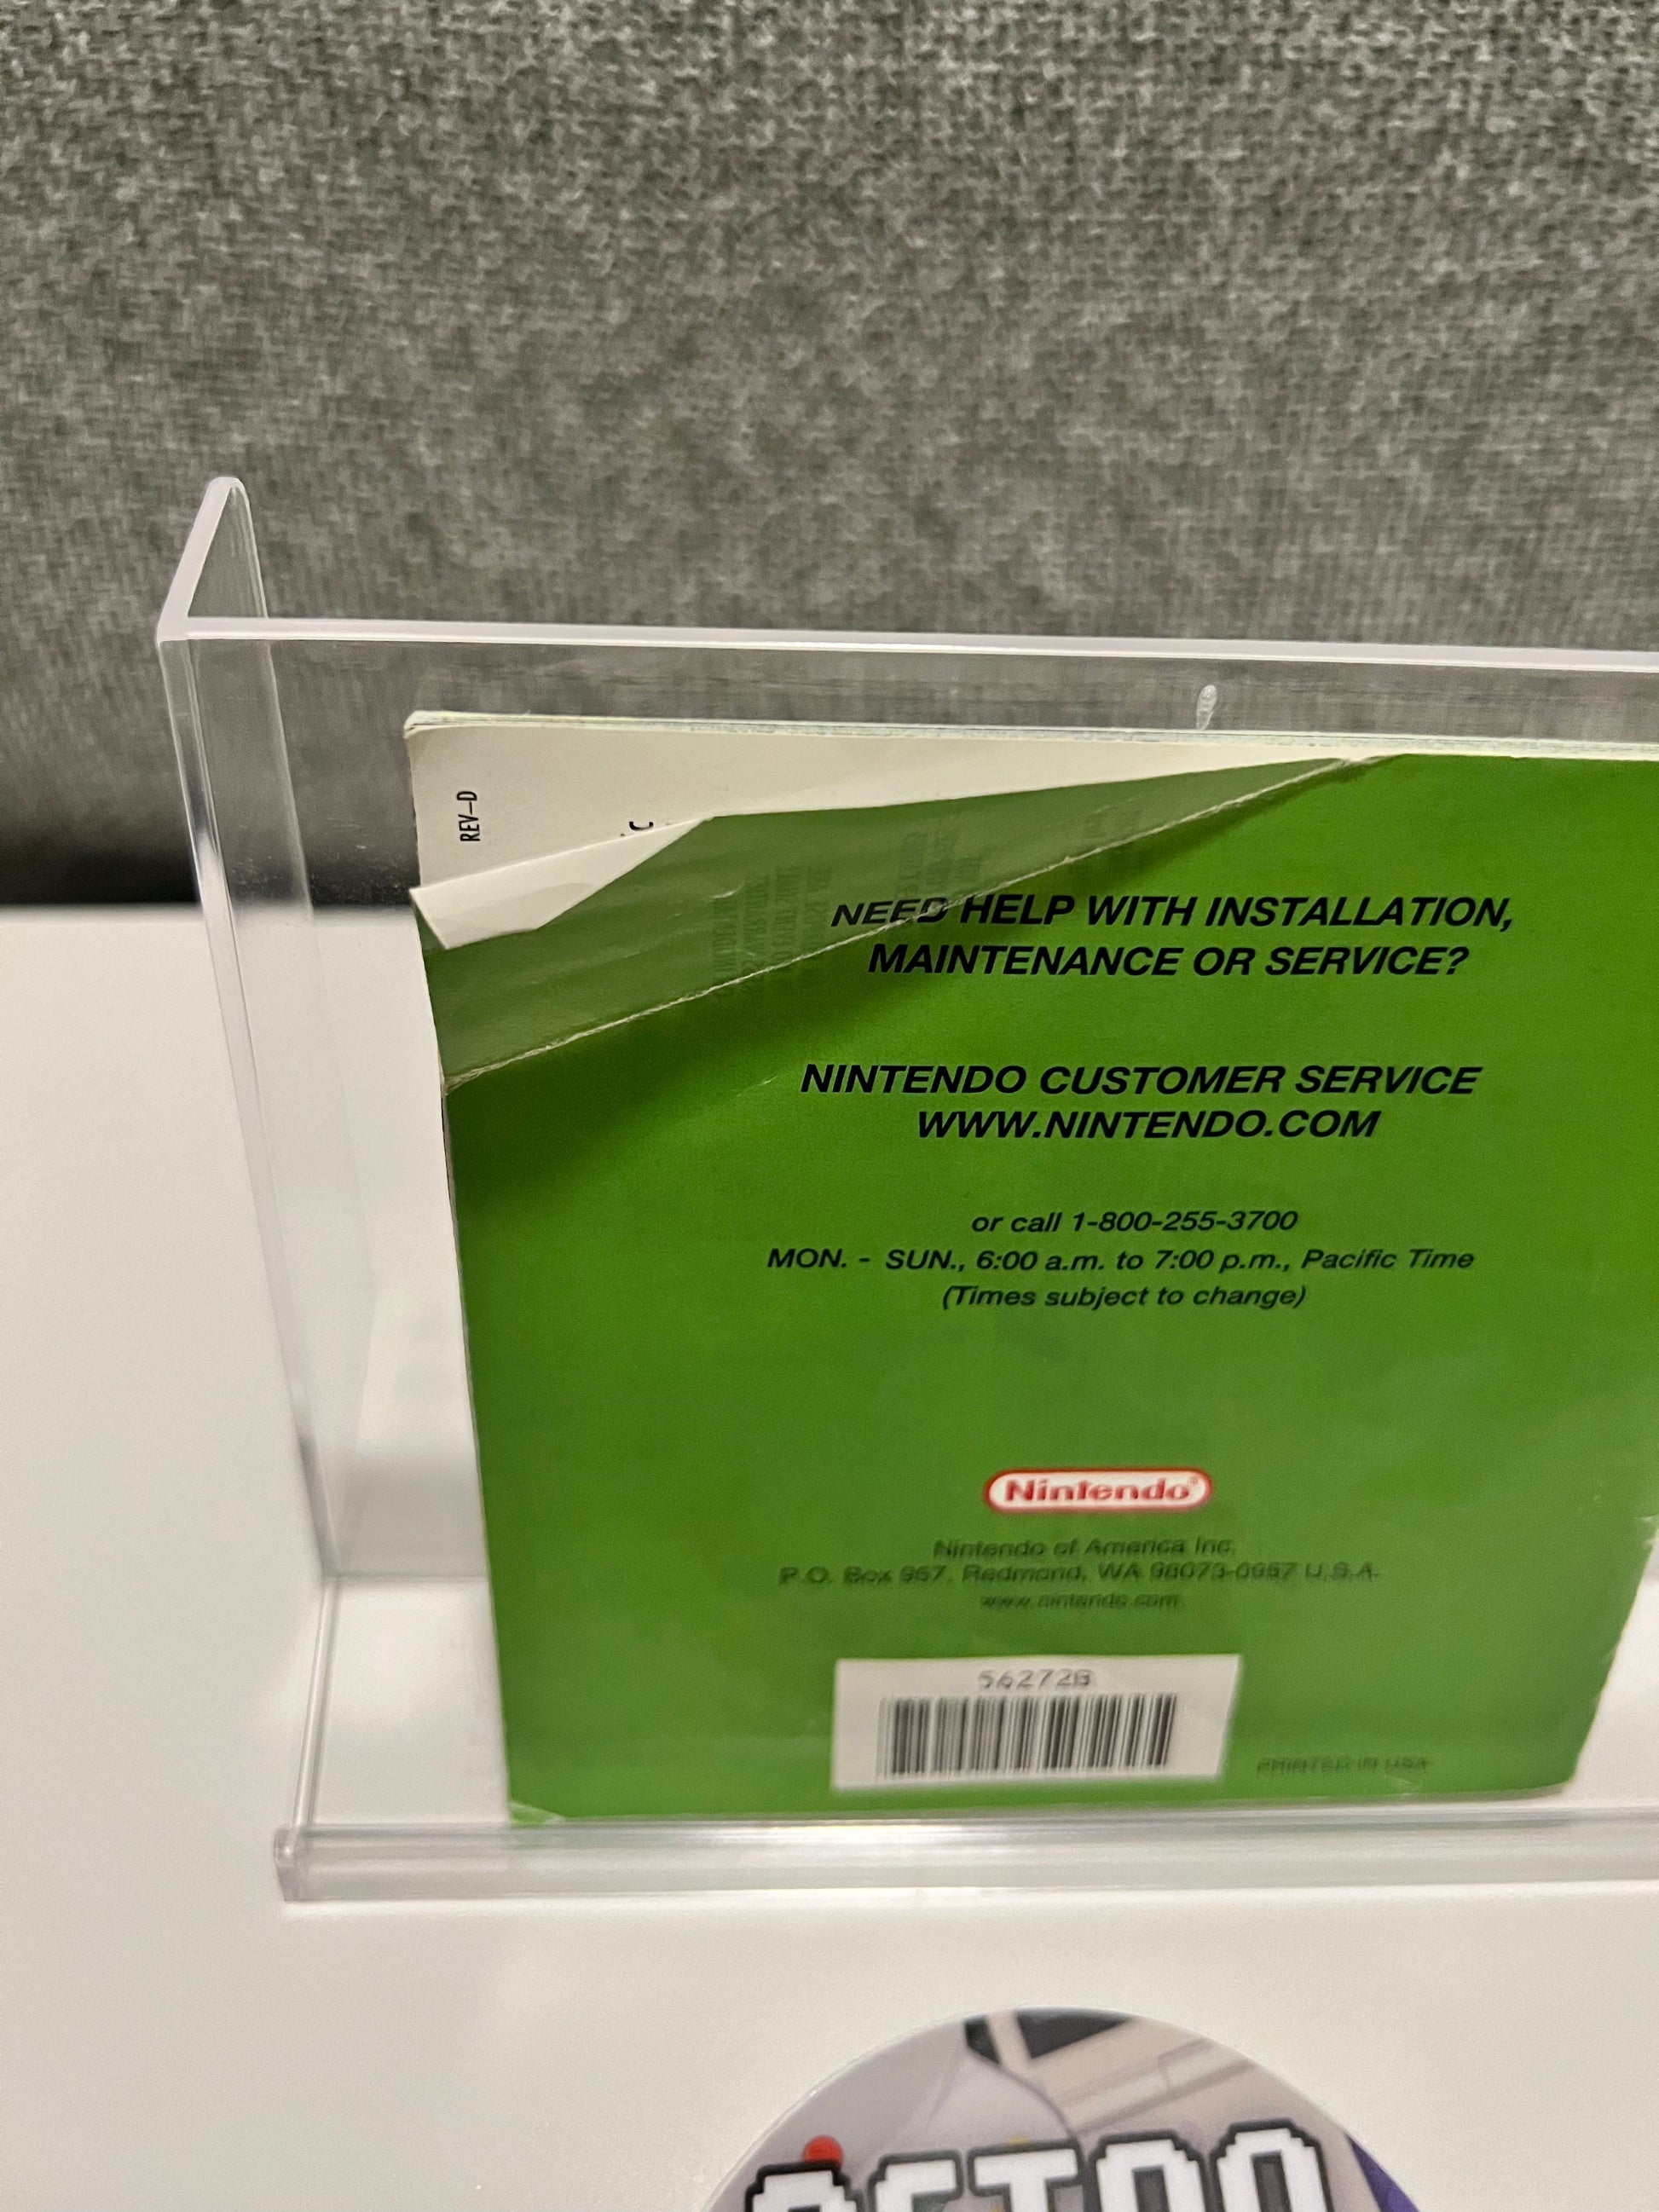 REV–D
NEED HELP WITH INSTALLATION,
MAINTENANCE OR SERVICE?
NINTENDO CUSTOMER SERVICE
WWW.NINTENDO.COM
or call 1-800-255-3700
MON. - SUN., 6:00 a.m. to 7:00 p.m., Pacific Time
(Times subject to change)
Nintendo®
Nintendo of America Inc.
P.O. Box 957, Redmond, WA 98073-0957 U.S.A.
www.nintendo.com
56272B
PRINTED IN USA
RETRO